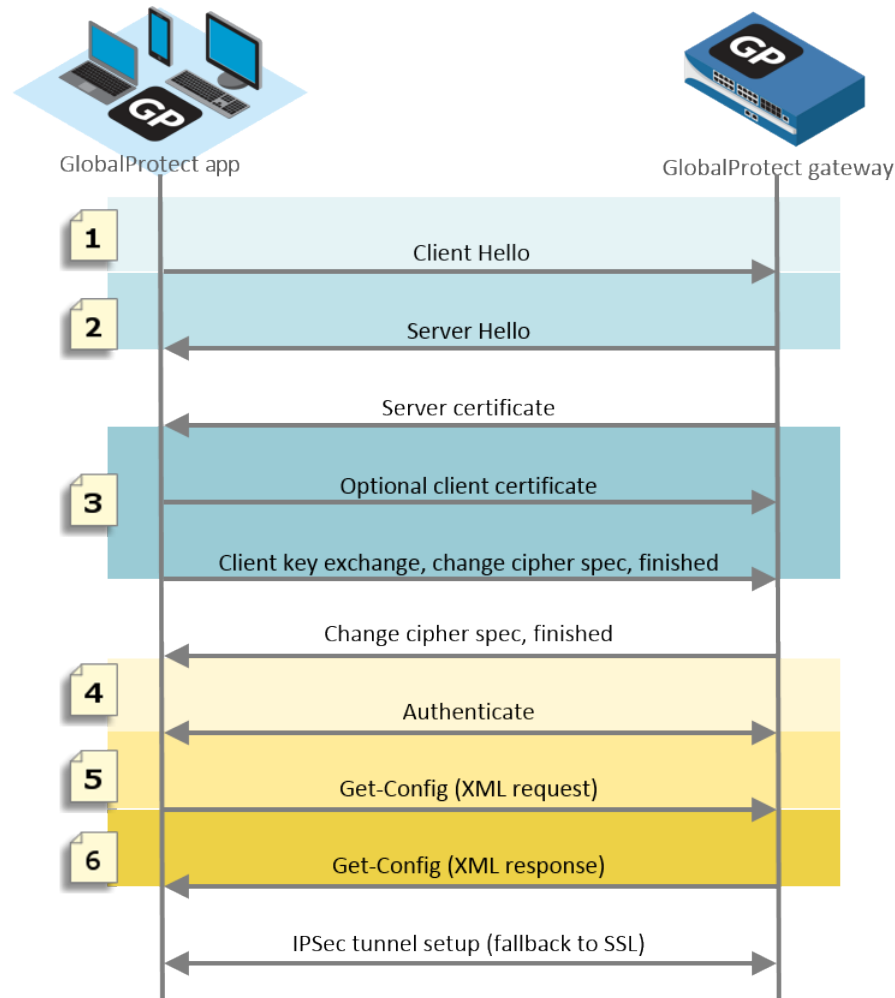 GP
GP
GlobalProtect app
GlobalProtect gateway
1
Client Hello
2
Server Hello
Server certificate
3
Optional client certificate
Client key exchange, change cipher spec, finished
Change cipher spec, finished
4
Authenticate
5
Get-Config (XML request)
6
Get-Config (XML response)
IPSec tunnel setup (fallback to SSL)